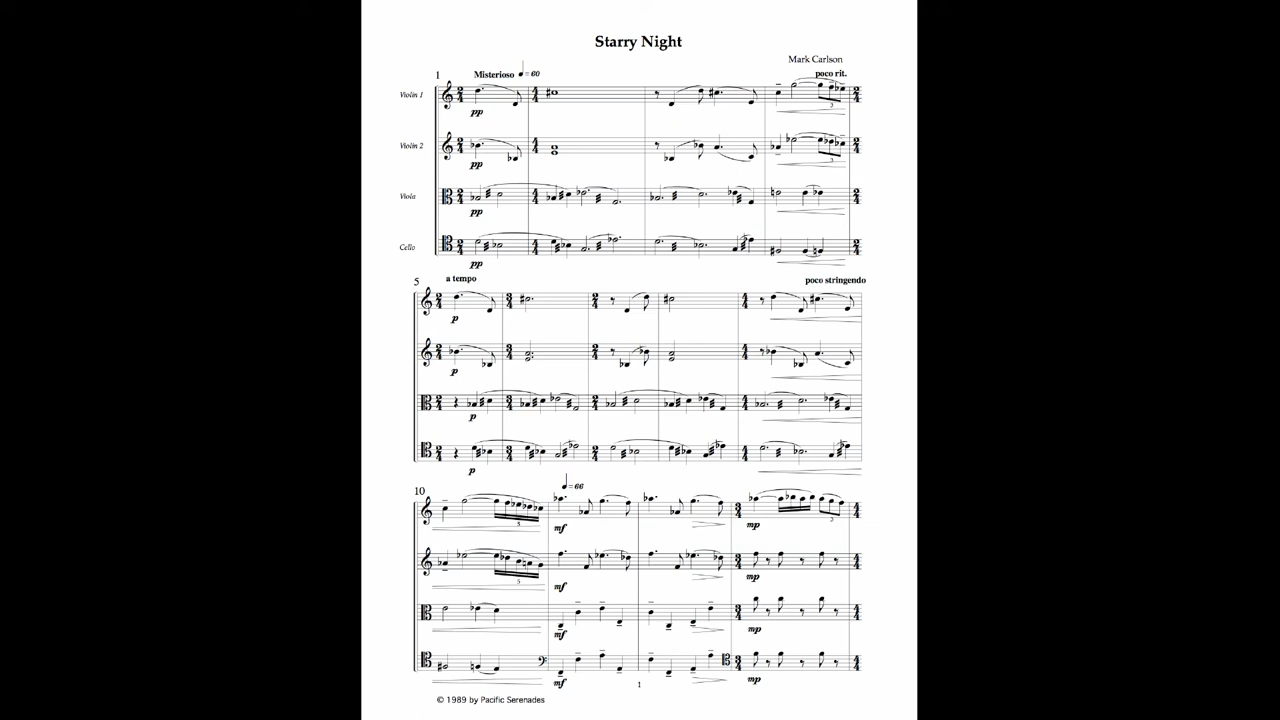 Starry Night
Mark Carlson
1 Misterioso ♩ = 60 poco rit.
Violin 1
pp
3
Violin 2
pp
3
Viola
pp
Cello
pp
5 a tempo poco stringendo
p
p
p
p
10 ♩ = 66
5 mf mp 3
5 mf mp
mf mp
mf mp
1
© 1989 by Pacific Serenades